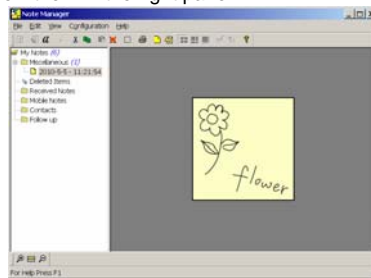 Note Manager
File Edit View Configuration Help
My Notes (6)
Miscellaneous (1)
2010-5-5 - 11:21:54
Deleted Items
Received Notes
Mobile Notes
Contacts
Follow up
flower
For Help Press F1